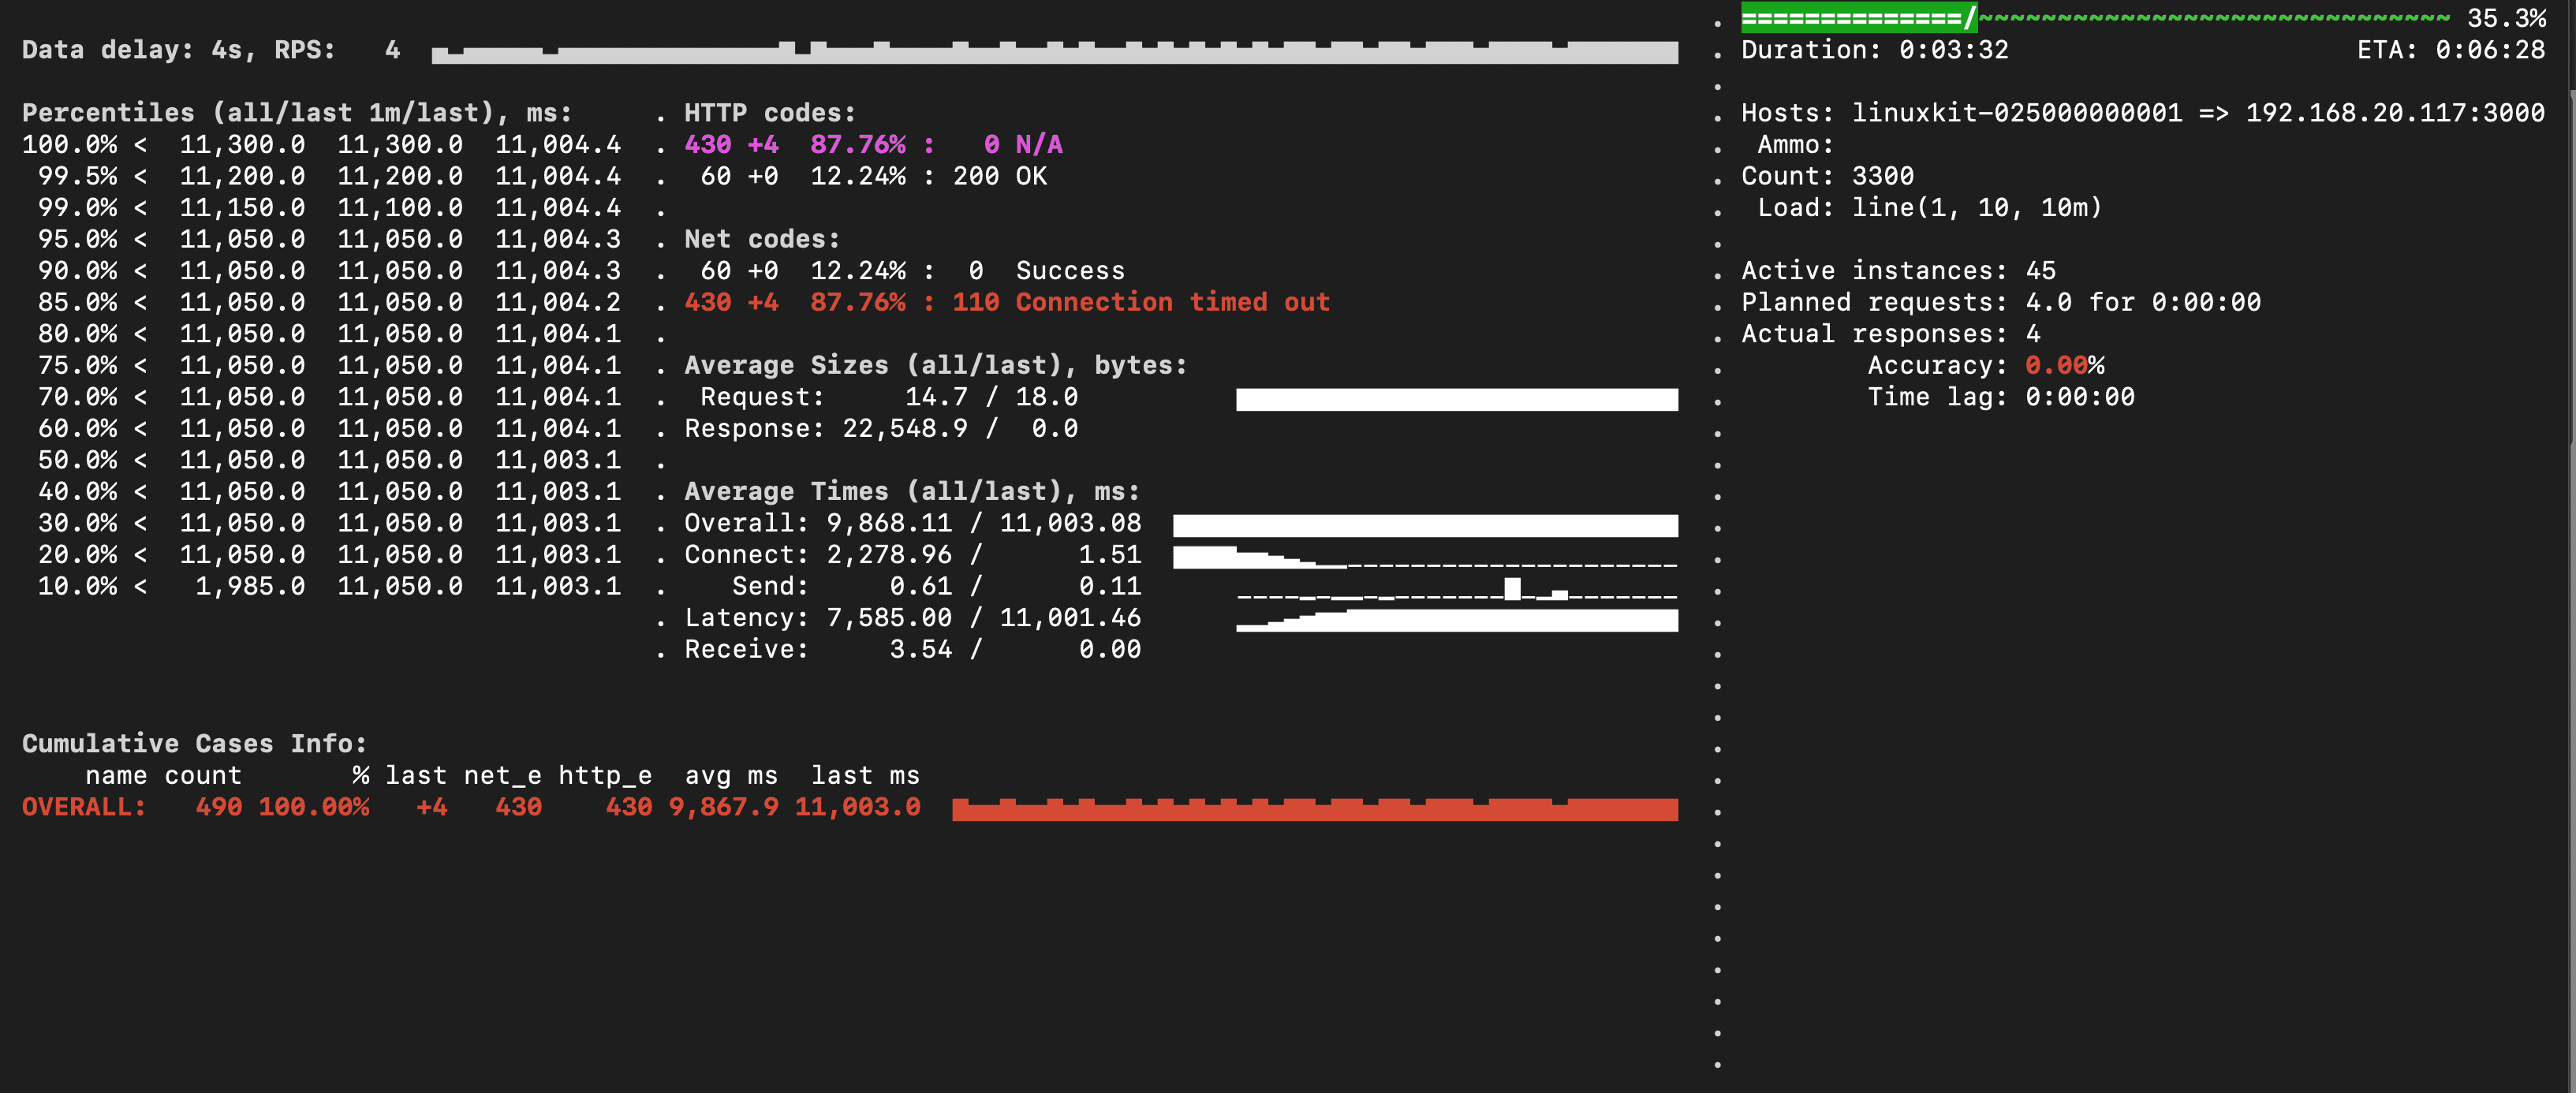 ==============/~~~~~~~~~~~~~~~~~~~~~~~~~~~~~~ 35.3%
Data delay: 4s, RPS: 4
Duration: 0:03:32 ETA: 0:06:28
Percentiles (all/last 1m/last), ms: . HTTP codes:
Hosts: linuxkit-025000000001 => 192.168.20.117:3000
100.0% < 11,300.0 11,300.0 11,004.4 . 430 +4 87.76% : 0 N/A
Ammo:
99.5% < 11,200.0 11,200.0 11,004.4 . 60 +0 12.24% : 200 OK
Count: 3300
99.0% < 11,150.0 11,100.0 11,004.4 .
Load: line(1, 10, 10m)
95.0% < 11,050.0 11,050.0 11,004.3 . Net codes:
90.0% < 11,050.0 11,050.0 11,004.3 . 60 +0 12.24% : 0 Success
Active instances: 45
85.0% < 11,050.0 11,050.0 11,004.2 . 430 +4 87.76% : 110 Connection timed out
Planned requests: 4.0 for 0:00:00
80.0% < 11,050.0 11,050.0 11,004.1 .
Actual responses: 4
75.0% < 11,050.0 11,050.0 11,004.1 . Average Sizes (all/last), bytes:
Accuracy: 0.00%
70.0% < 11,050.0 11,050.0 11,004.1 . Request: 14.7 / 18.0
Time lag: 0:00:00
60.0% < 11,050.0 11,050.0 11,004.1 . Response: 22,548.9 / 0.0
50.0% < 11,050.0 11,050.0 11,003.1 .
40.0% < 11,050.0 11,050.0 11,003.1 . Average Times (all/last), ms:
30.0% < 11,050.0 11,050.0 11,003.1 . Overall: 9,868.11 / 11,003.08
20.0% < 11,050.0 11,050.0 11,003.1 . Connect: 2,278.96 / 1.51
10.0% < 1,985.0 11,050.0 11,003.1 . Send: 0.61 / 0.11
. Latency: 7,585.00 / 11,001.46
. Receive: 3.54 / 0.00
Cumulative Cases Info:
name count % last net_e http_e avg ms last ms
OVERALL: 490 100.00% +4 430 430 9,867.9 11,003.0